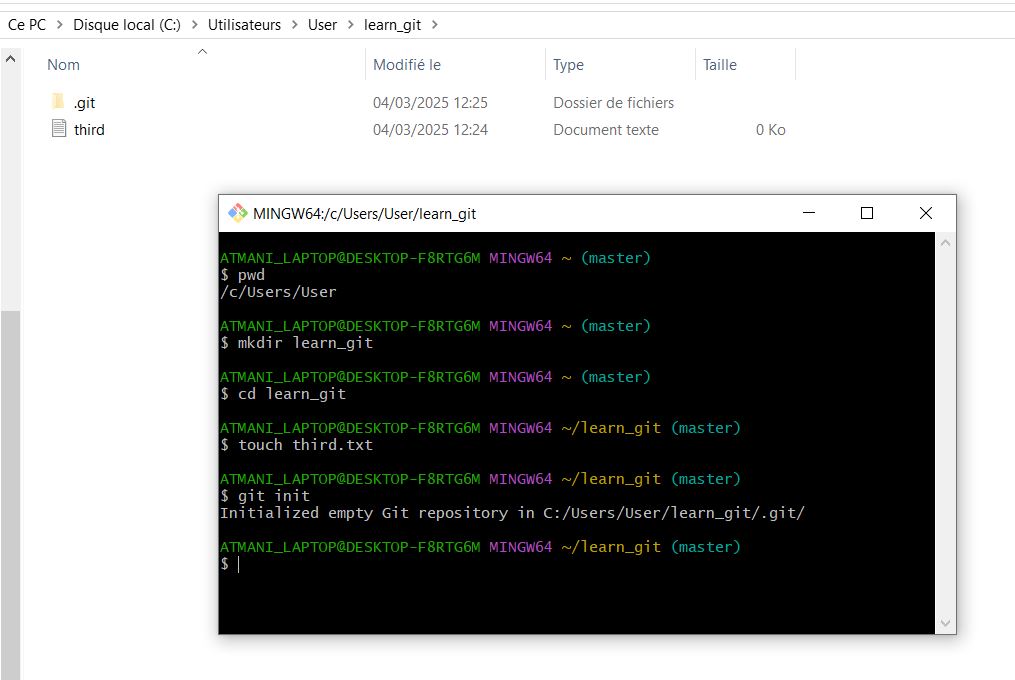 Ce PC > Disque local (C:) > Utilisateurs > User > learn_git >
Nom Modifié le Type Taille
.git 04/03/2025 12:25 Dossier de fichiers
third 04/03/2025 12:24 Document texte 0 Ko
MINGW64:/c/Users/User/learn_git
ATMANI_LAPTOP@DESKTOP-F8RTG6M MINGW64 ~ (master)
$ pwd
/c/Users/User
ATMANI_LAPTOP@DESKTOP-F8RTG6M MINGW64 ~ (master)
$ mkdir learn_git
ATMANI_LAPTOP@DESKTOP-F8RTG6M MINGW64 ~ (master)
$ cd learn_git
ATMANI_LAPTOP@DESKTOP-F8RTG6M MINGW64 ~/learn_git (master)
$ touch third.txt
ATMANI_LAPTOP@DESKTOP-F8RTG6M MINGW64 ~/learn_git (master)
$ git init
Initialized empty Git repository in C:/Users/User/learn_git/.git/
ATMANI_LAPTOP@DESKTOP-F8RTG6M MINGW64 ~/learn_git (master)
$